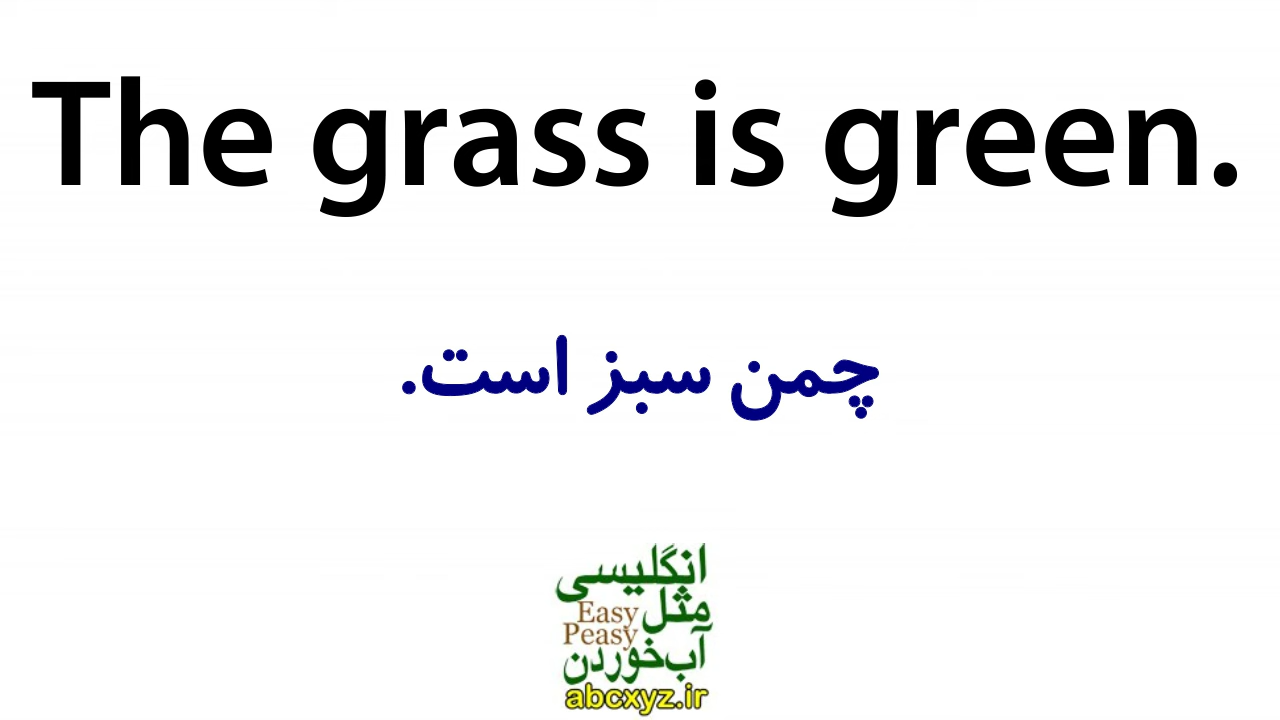 The grass is green.
چمن سبز است.
انگلیسی
مثل
Easy
Peasy
آب‌خوردن
abcxyz.ir